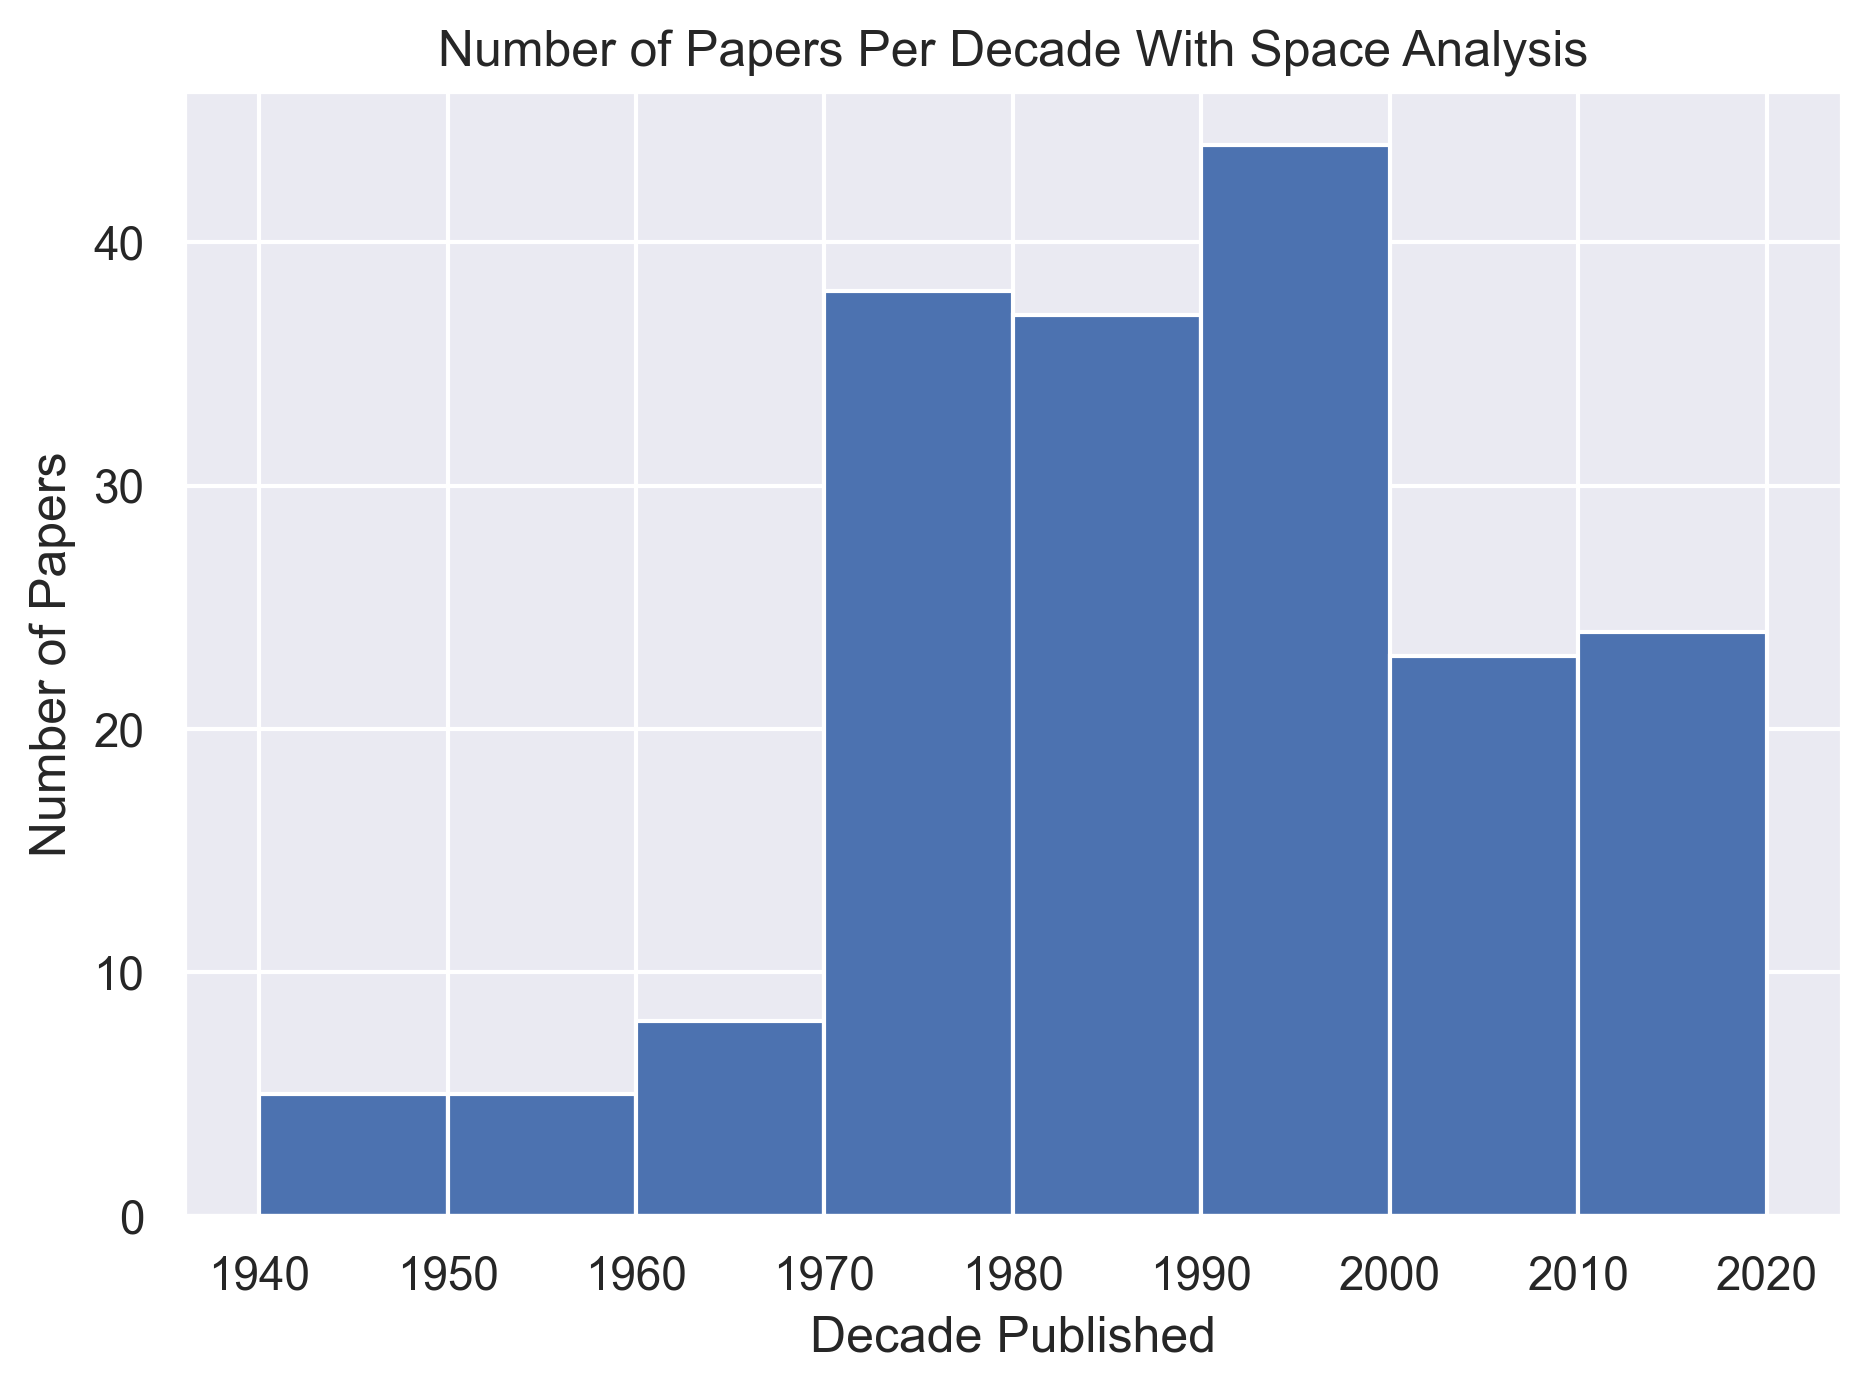 Number of Papers Per Decade With Space Analysis
Number of Papers
40
30
20
10
0
1940 1950 1960 1970 1980 1990 2000 2010 2020
Decade Published